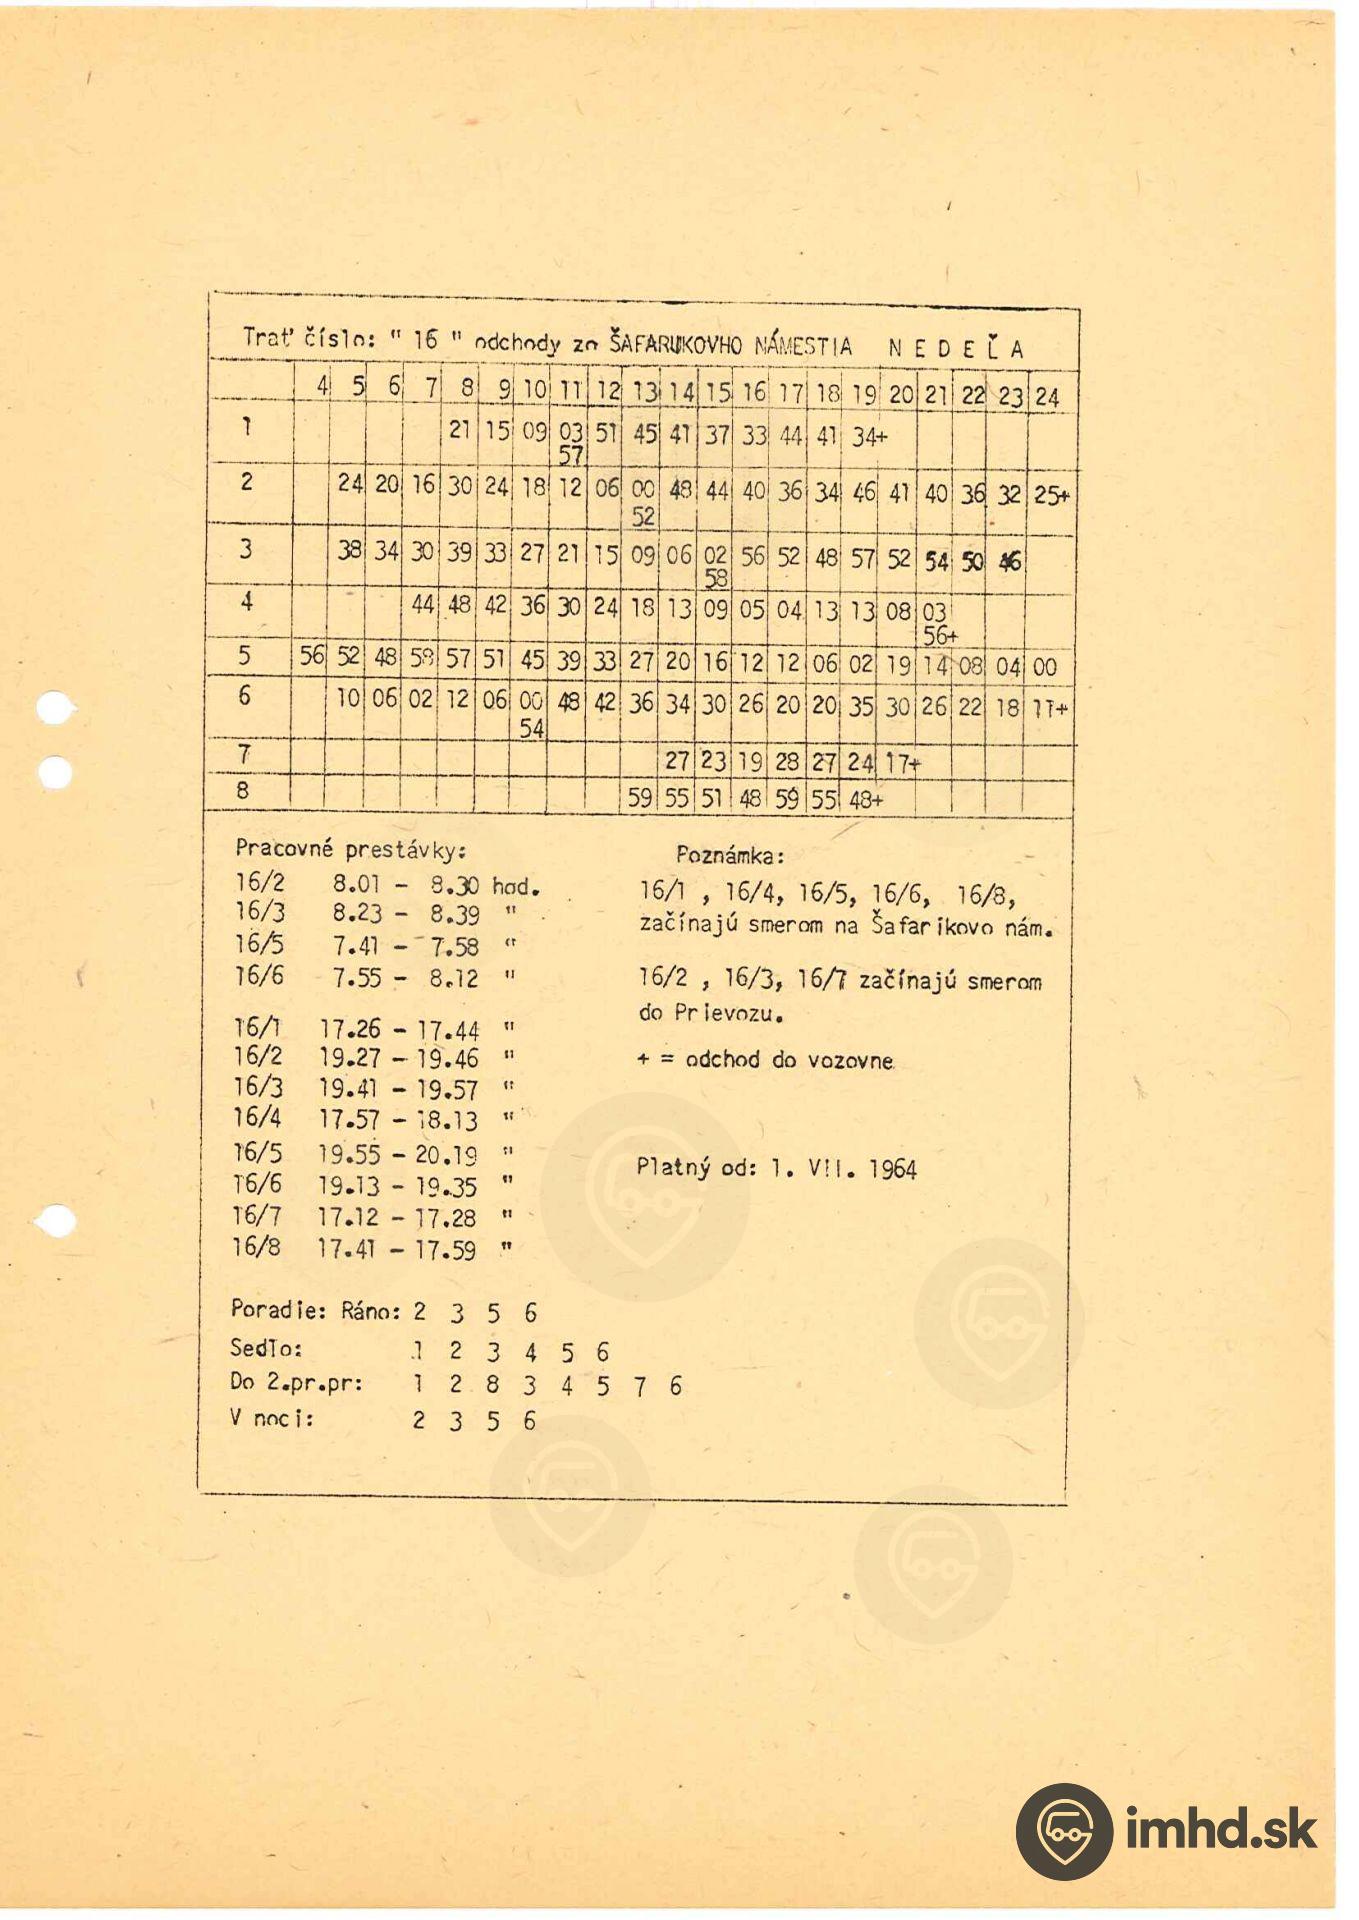 Trať číslo: " 16 " odchody zo ŠAFARIKOVHO NÁMESTIA N E D E Ľ A
4 5 6 7 8 9 10 11 12 13 14 15 16 17 18 19 20 21 22 23 24
1 21 15 09 03 51 45 41 37 33 44 41 34+
57
2 24 20 16 30 24 18 12 06 00 48 44 40 36 34 46 41 40 36 32 25+
52
3 38 34 30 39 33 27 21 15 09 06 02 56 52 48 57 52 54 50 46
58
4 44 48 42 36 30 24 18 13 09 05 04 13 13 08 03
56+
5 56 52 48 58 57 51 45 39 33 27 20 16 12 12 06 02 19 14 08 04 00
6 10 06 02 12 06 00 48 42 36 34 30 26 20 20 35 30 26 22 18 11+
54
7 27 23 19 28 27 24 17+
8 59 55 51 48 59 55 48+
Pracovné prestávky:
16/2 8.01 - 8.30 hod.
16/3 8.23 - 8.39 "
16/5 7.41 - 7.58 "
16/6 7.55 - 8.12 "
16/1 17.26 - 17.44 "
16/2 19.27 - 19.46 "
16/3 19.41 - 19.57 "
16/4 17.57 - 18.13 "
16/5 19.55 - 20.19 "
16/6 19.13 - 19.35 "
16/7 17.12 - 17.28 "
16/8 17.41 - 17.59 "
Poznámka:
16/1 , 16/4, 16/5, 16/6, 16/8,
začínajú smerom na Šafarikovo nám.
16/2 , 16/3, 16/7 začínajú smerom
do Prievozu.
+ = odchod do vozovne
Platný od: 1. VII. 1964
Poradie: Ráno: 2 3 5 6
Sedlo: 1 2 3 4 5 6
Do 2.pr.pr: 1 2 8 3 4 5 7 6
V noci: 2 3 5 6
imhd.sk